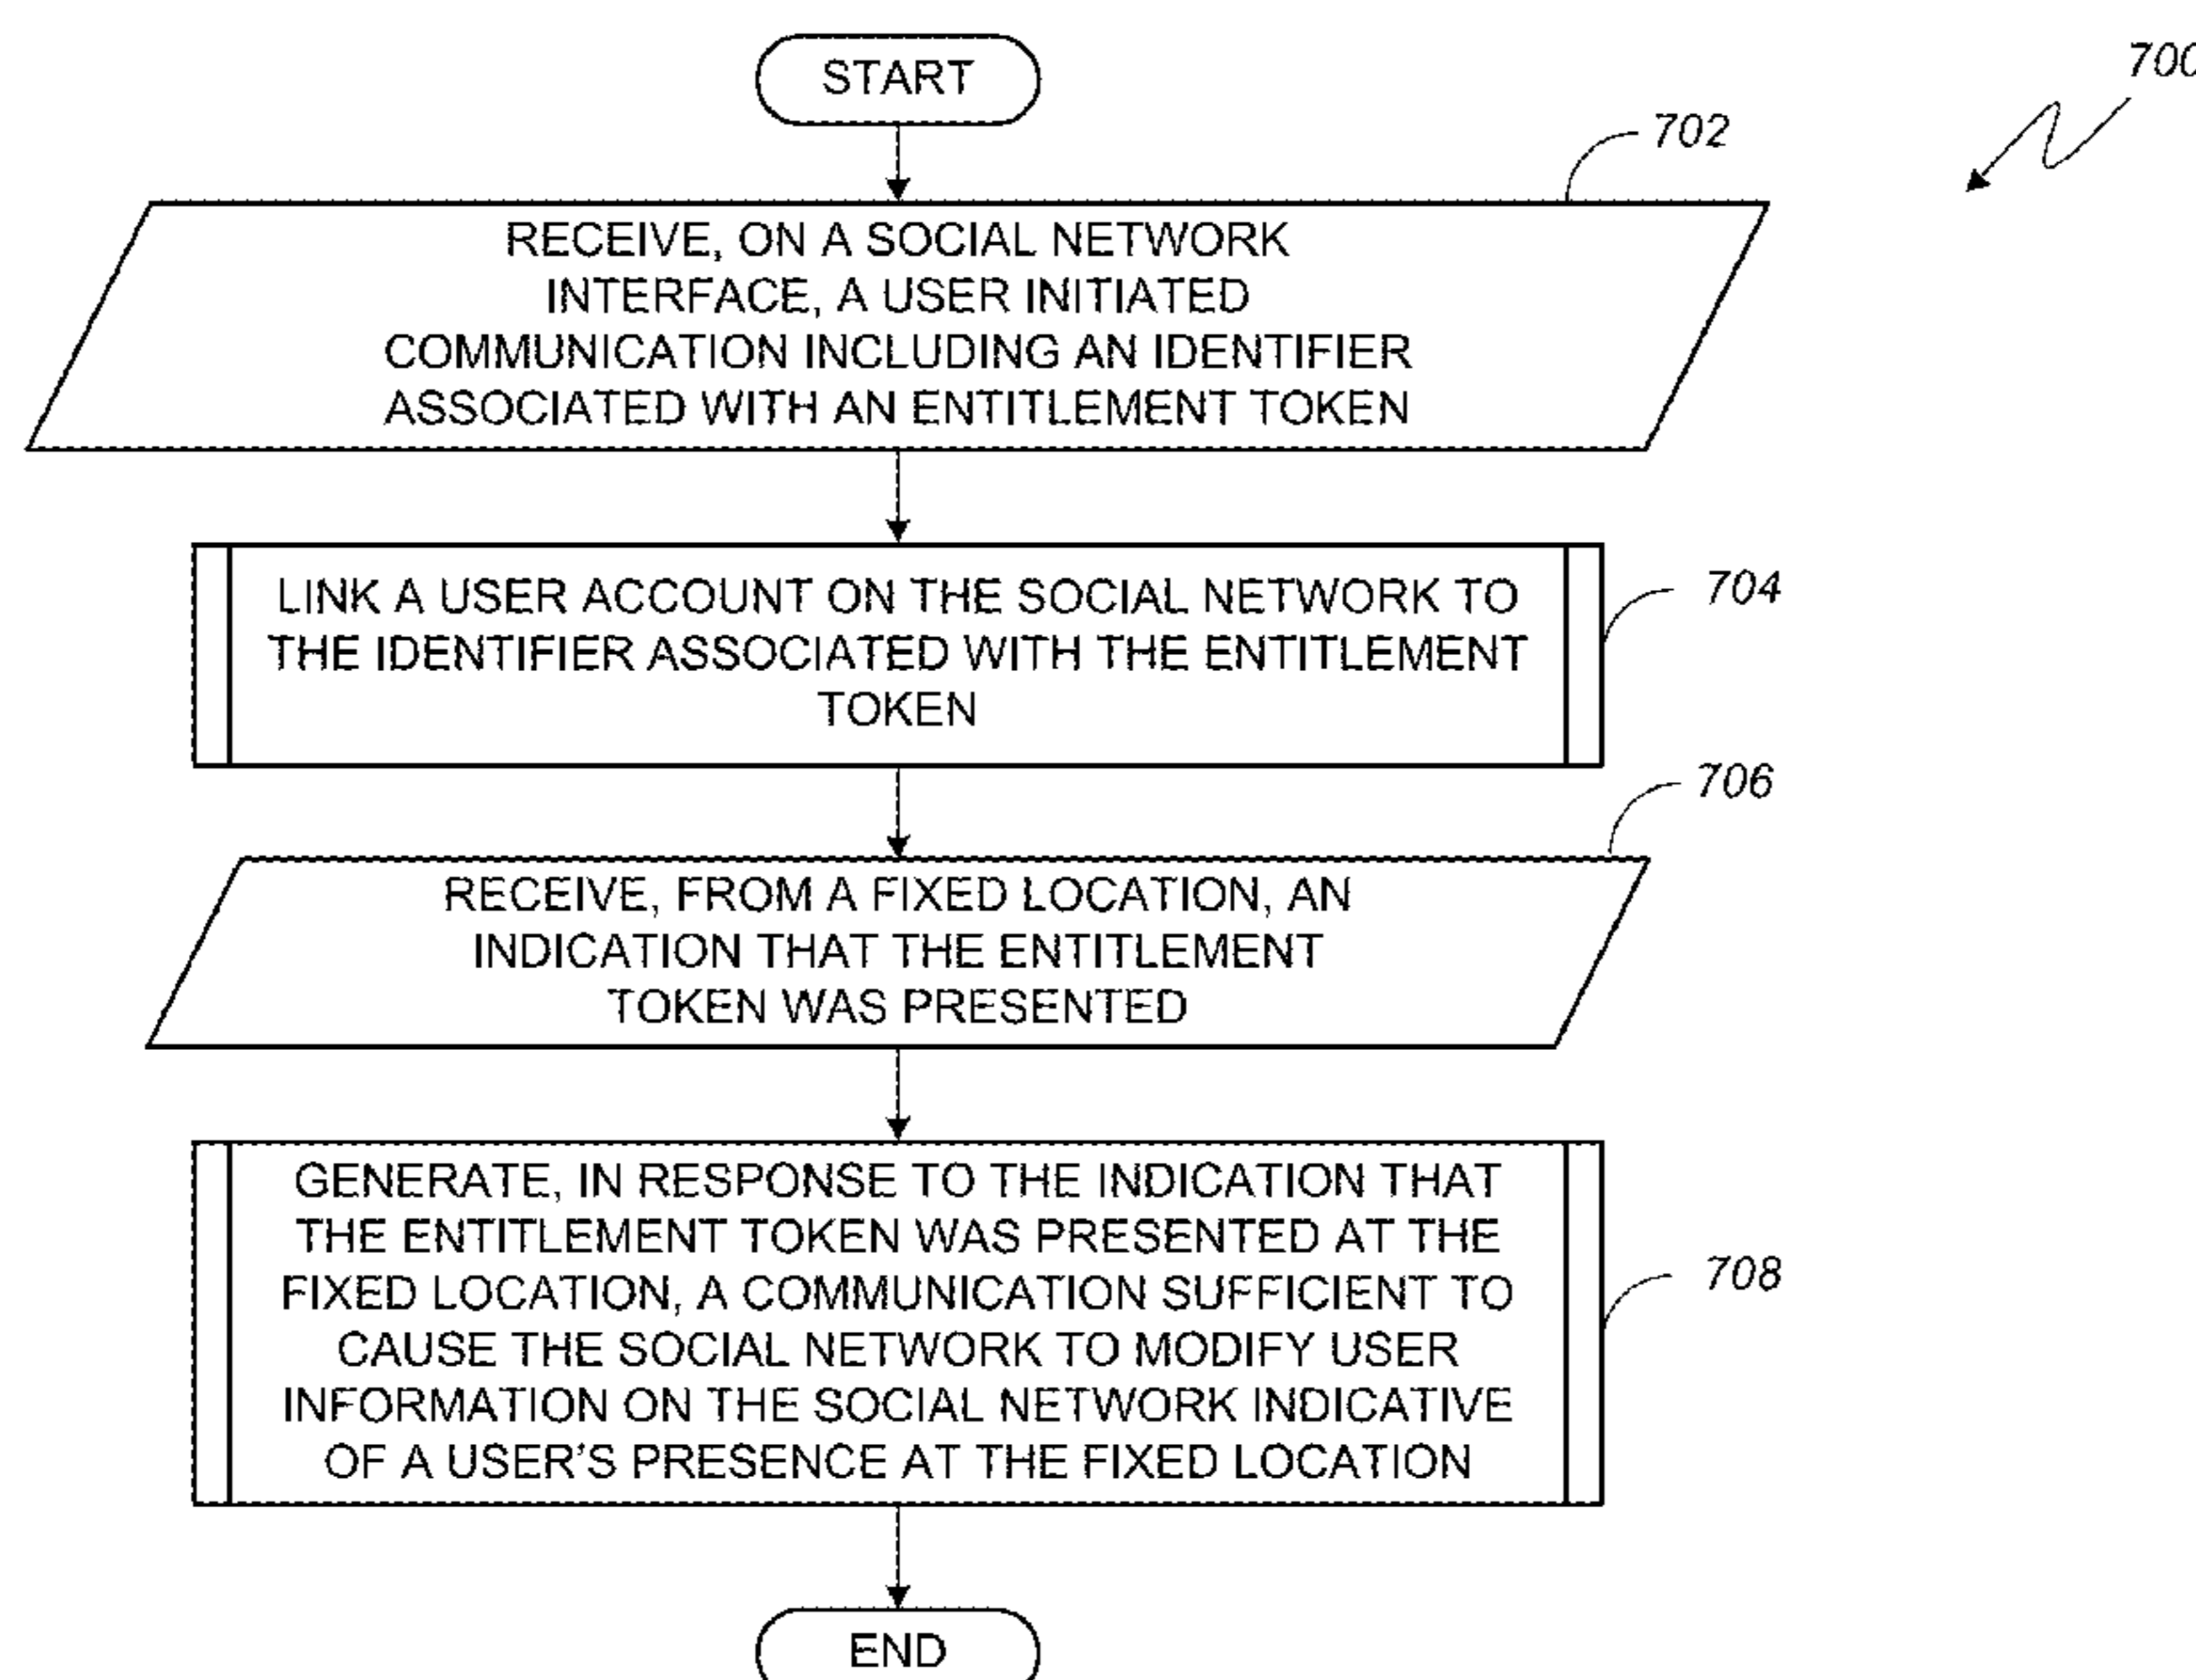 START
700
702
RECEIVE, ON A SOCIAL NETWORK
INTERFACE, A USER INITIATED
COMMUNICATION INCLUDING AN IDENTIFIER
ASSOCIATED WITH AN ENTITLEMENT TOKEN
704
LINK A USER ACCOUNT ON THE SOCIAL NETWORK TO
THE IDENTIFIER ASSOCIATED WITH THE ENTITLEMENT
TOKEN
706
RECEIVE, FROM A FIXED LOCATION, AN
INDICATION THAT THE ENTITLEMENT
TOKEN WAS PRESENTED
708
GENERATE, IN RESPONSE TO THE INDICATION THAT
THE ENTITLEMENT TOKEN WAS PRESENTED AT THE
FIXED LOCATION, A COMMUNICATION SUFFICIENT TO
CAUSE THE SOCIAL NETWORK TO MODIFY USER
INFORMATION ON THE SOCIAL NETWORK INDICATIVE
OF A USER'S PRESENCE AT THE FIXED LOCATION
END